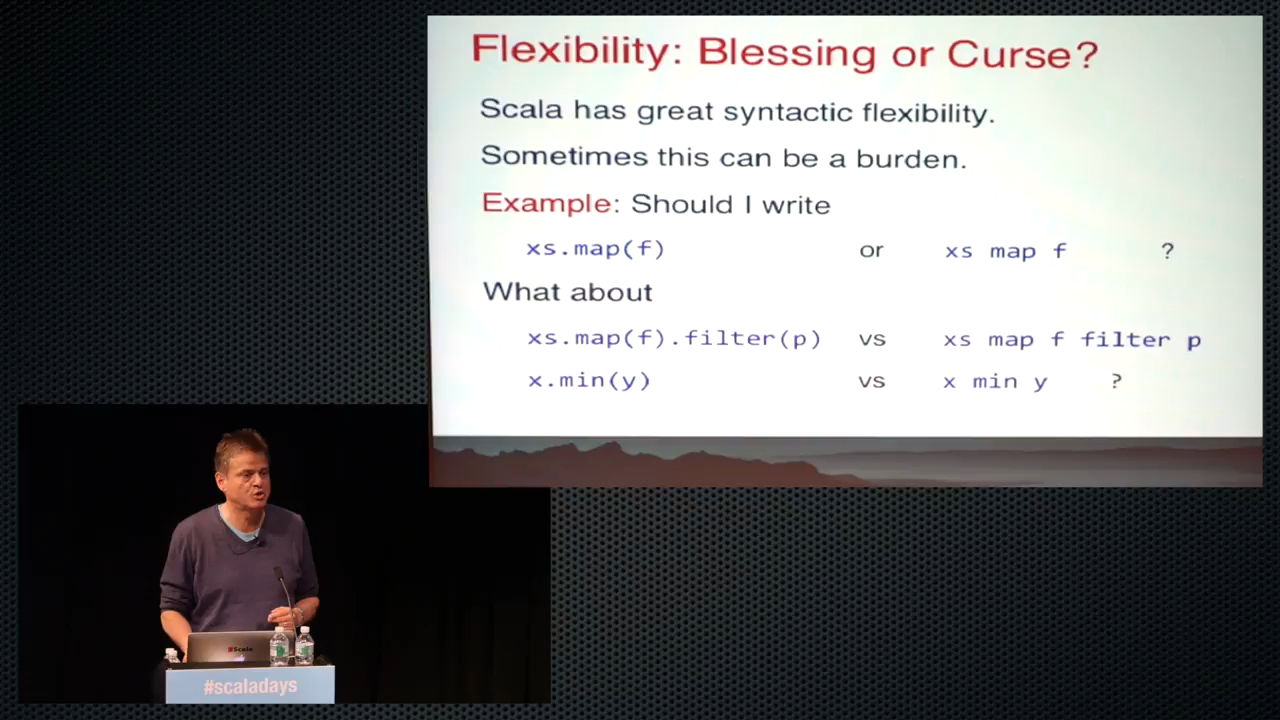 Flexibility: Blessing or Curse?
Scala has great syntactic flexibility.
Sometimes this can be a burden.
Example: Should I write
xs.map(f) or xs map f ?
What about
xs.map(f).filter(p) vs xs map f filter p
x.min(y) vs x min y ?
#Scala
#scaladays